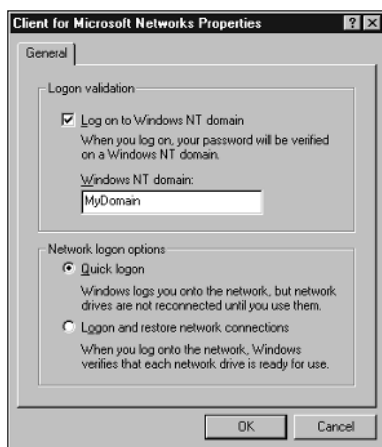 Client for Microsoft Networks Properties
General
Logon validation
Log on to Windows NT domain
When you log on, your password will be verified
on a Windows NT domain.
Windows NT domain:
MyDomain
Network logon options
Quick logon
Windows logs you onto the network, but network
drives are not reconnected until you use them.
Logon and restore network connections
When you log onto the network, Windows
verifies that each network drive is ready for use.
OK Cancel